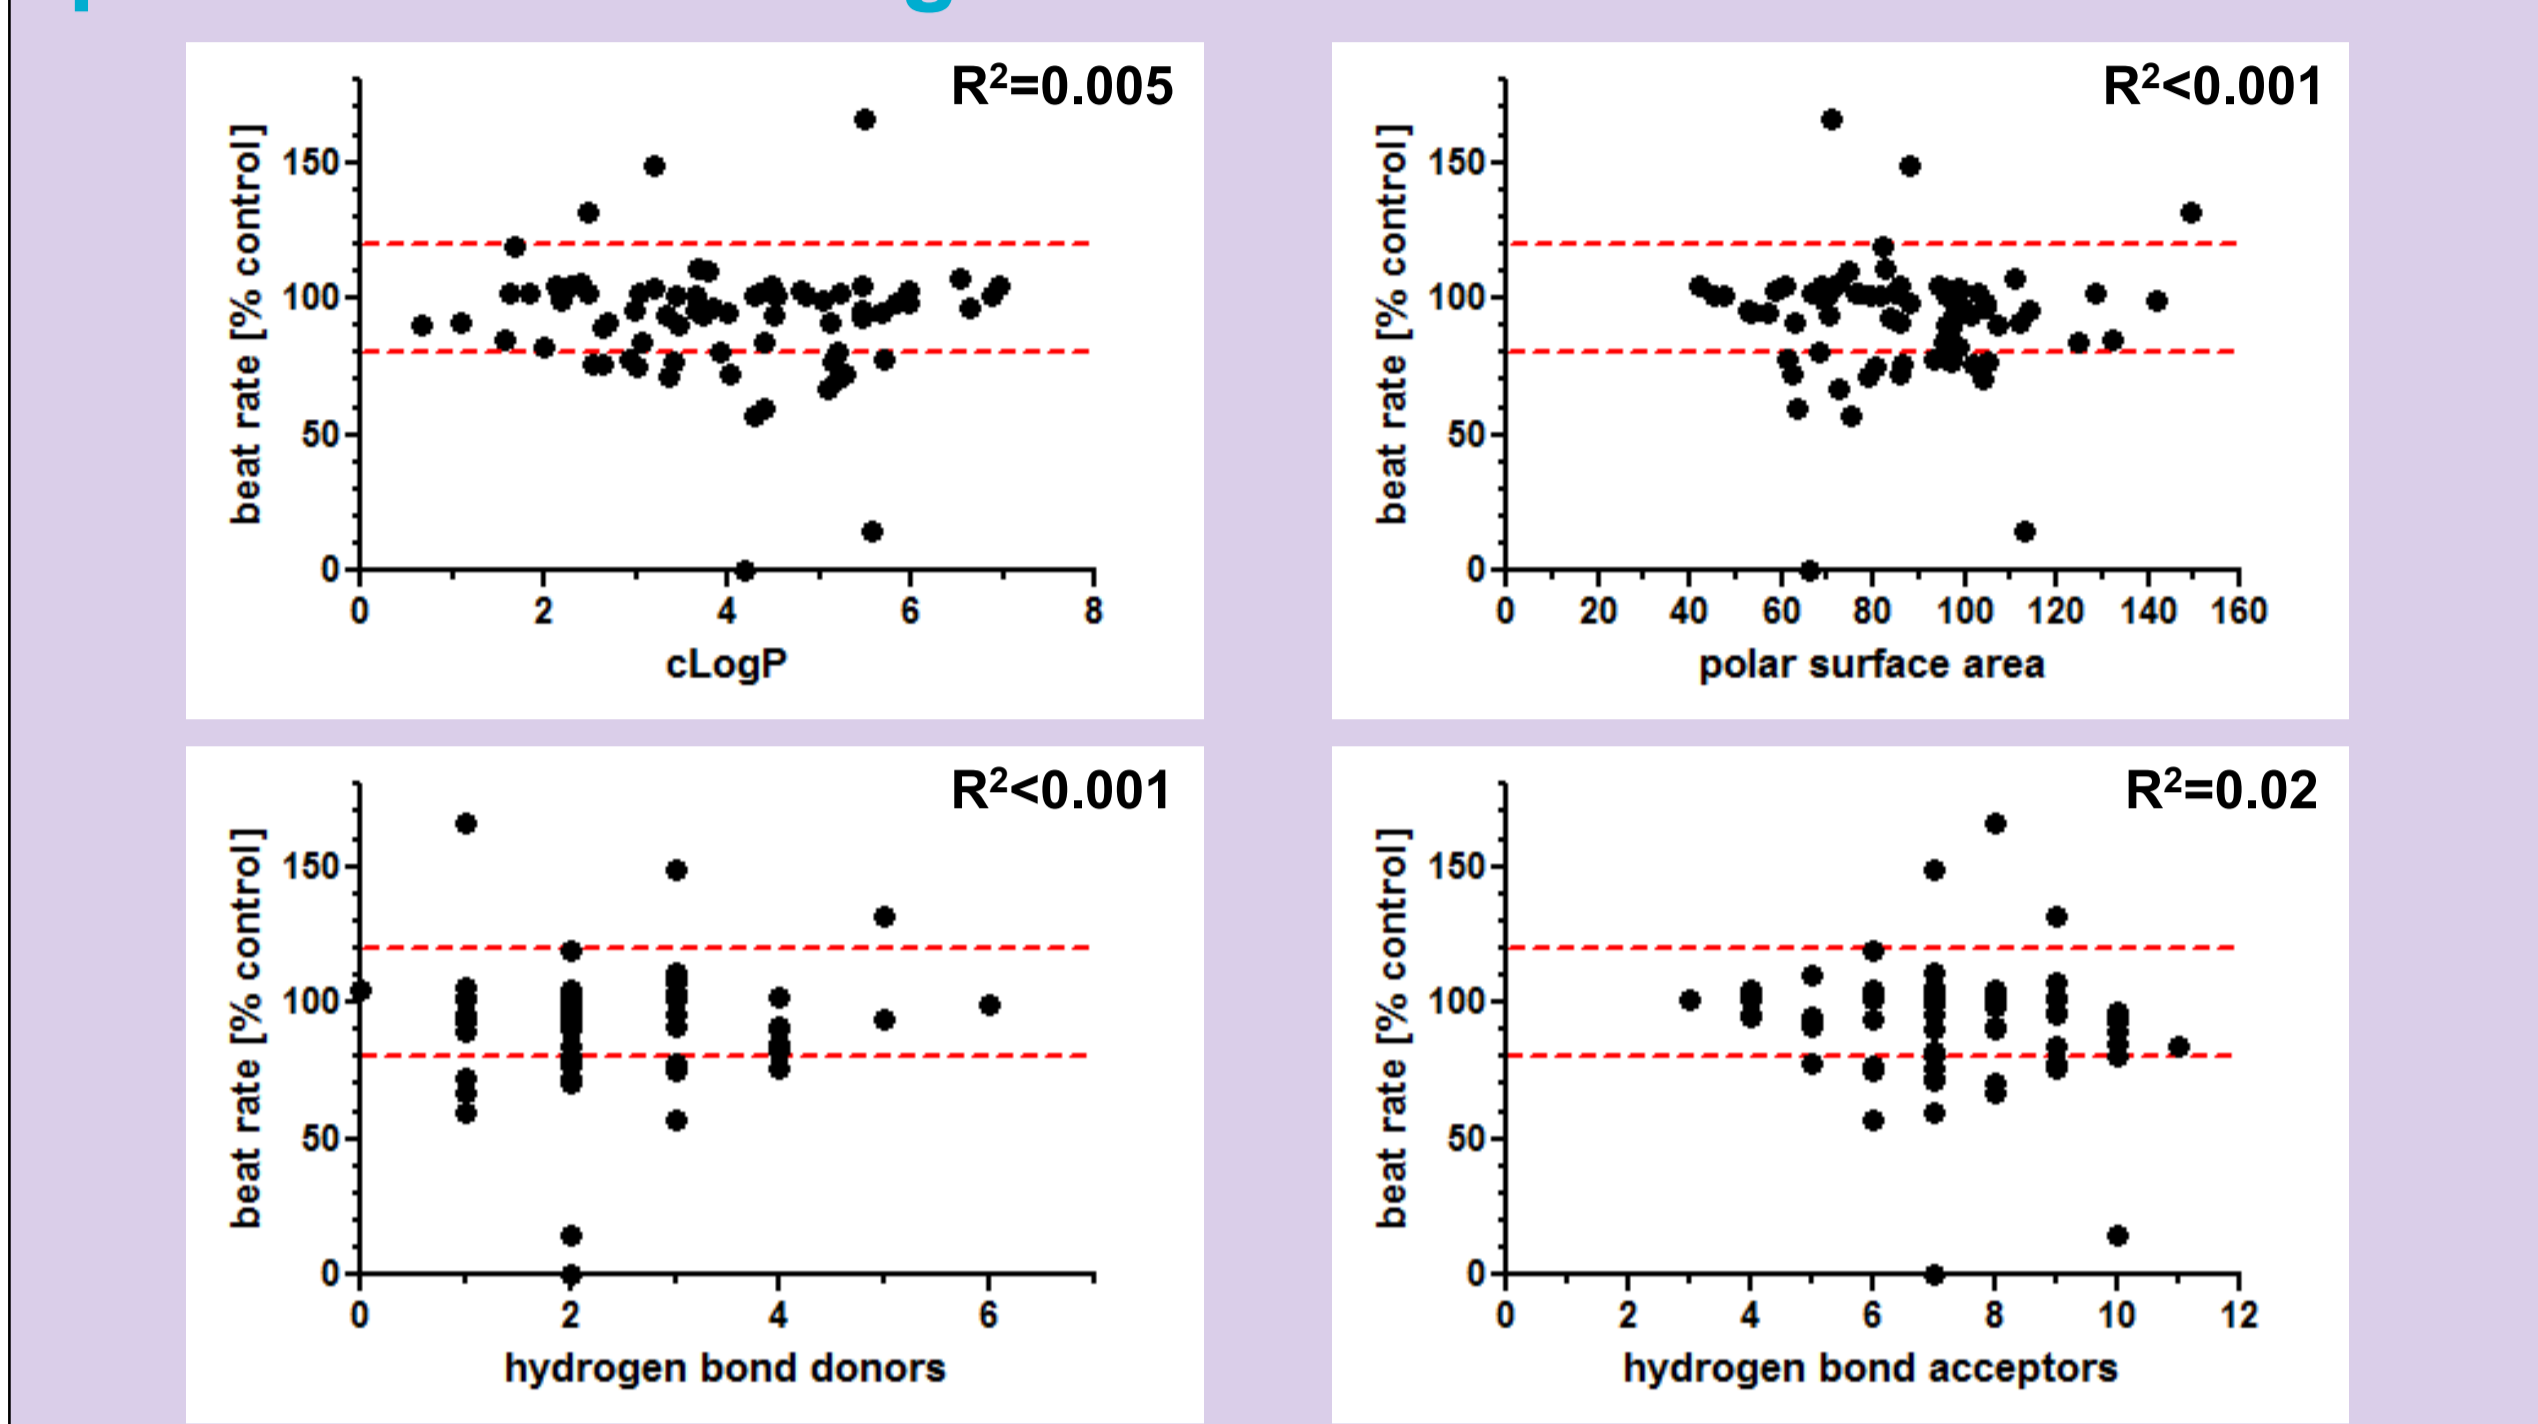 R²=0.005
beat rate [% control]
150
100
50
0
0 2 4 6 8
cLogP
R²<0.001
beat rate [% control]
150
100
50
0
0 20 40 60 80 100 120 140 160
polar surface area
R²<0.001
beat rate [% control]
150
100
50
0
0 2 4 6
hydrogen bond donors
R²=0.02
beat rate [% control]
150
100
50
0
0 2 4 6 8 10 12
hydrogen bond acceptors